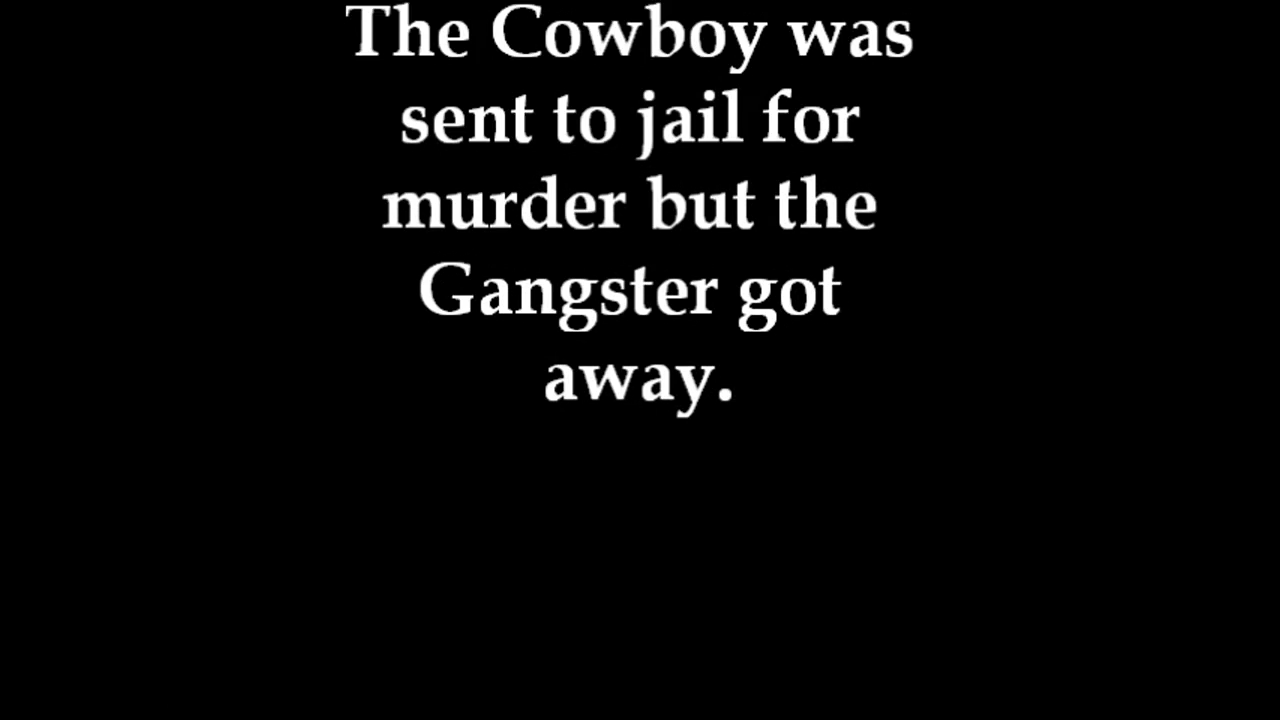 The Cowboy was
sent to jail for
murder but the
Gangster got
away.